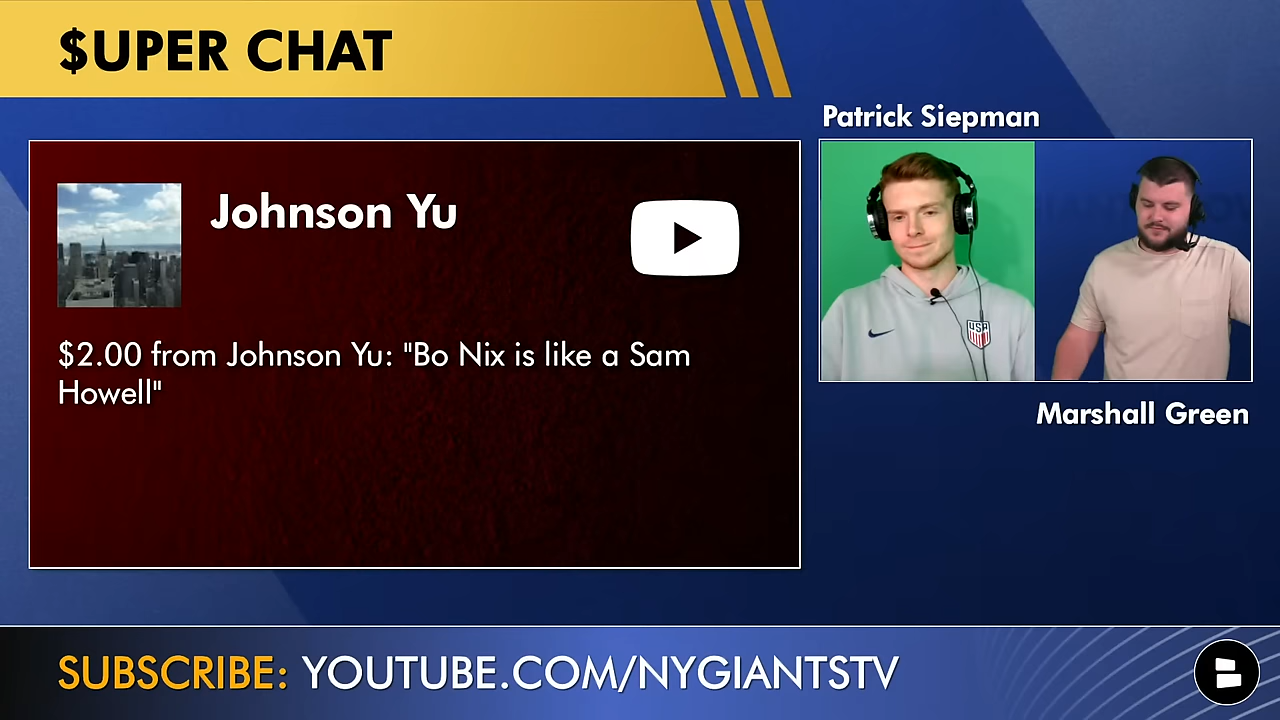 $UPER CHAT
Patrick Siepman
Johnson Yu
$2.00 from Johnson Yu: "Bo Nix is like a Sam
Howell"
USA
Marshall Green
SUBSCRIBE: YOUTUBE.COM/NYGIANTSTV